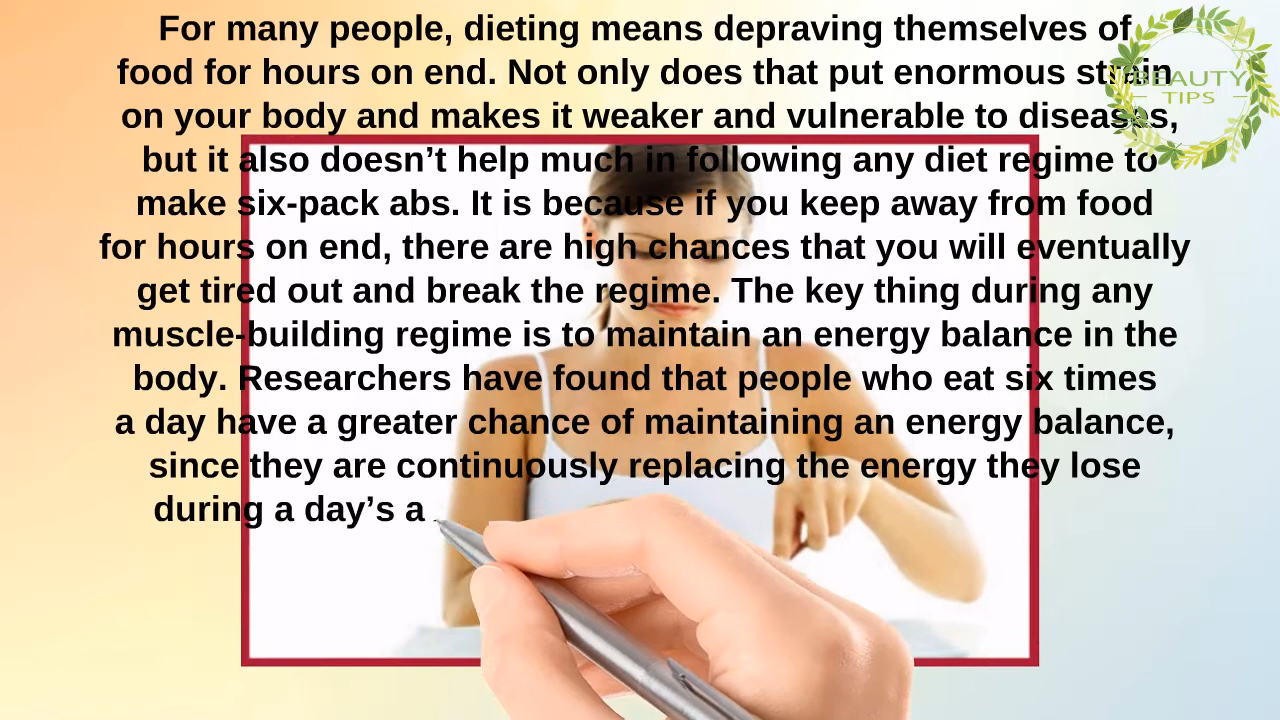 For many people, dieting means depraving themselves of
food for hours on end. Not only does that put enormous strain
on your body and makes it weaker and vulnerable to diseases,
but it also doesn’t help much in following any diet regime to
make six-pack abs. It is because if you keep away from food
for hours on end, there are high chances that you will eventually
get tired out and break the regime. The key thing during any
muscle-building regime is to maintain an energy balance in the
body. Researchers have found that people who eat six times
a day have a greater chance of maintaining an energy balance,
since they are continuously replacing the energy they lose
during a day’s a
BEAUTY
TIPS